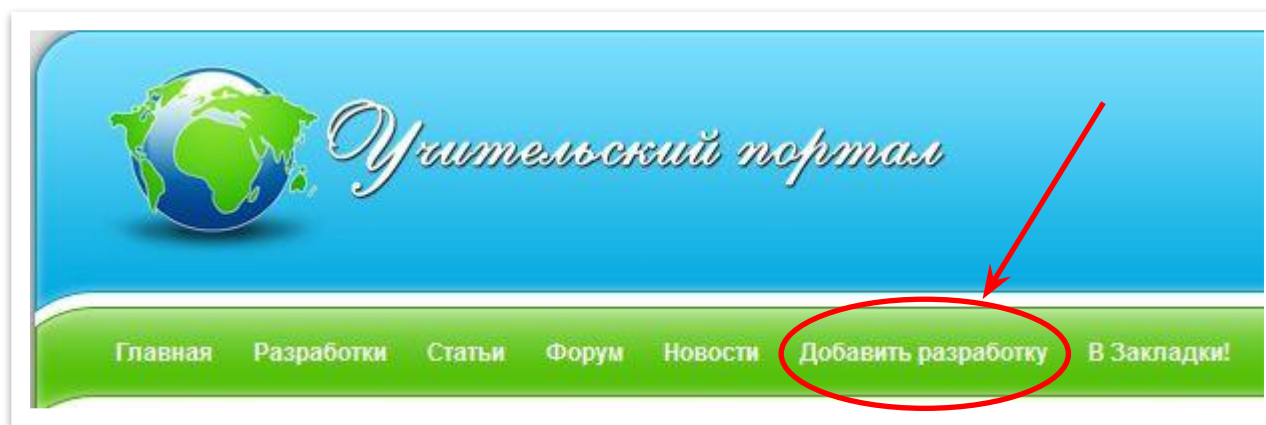 Учительский портал
Главная Разработки Статьи Форум Новости Добавить разработку В Закладки!